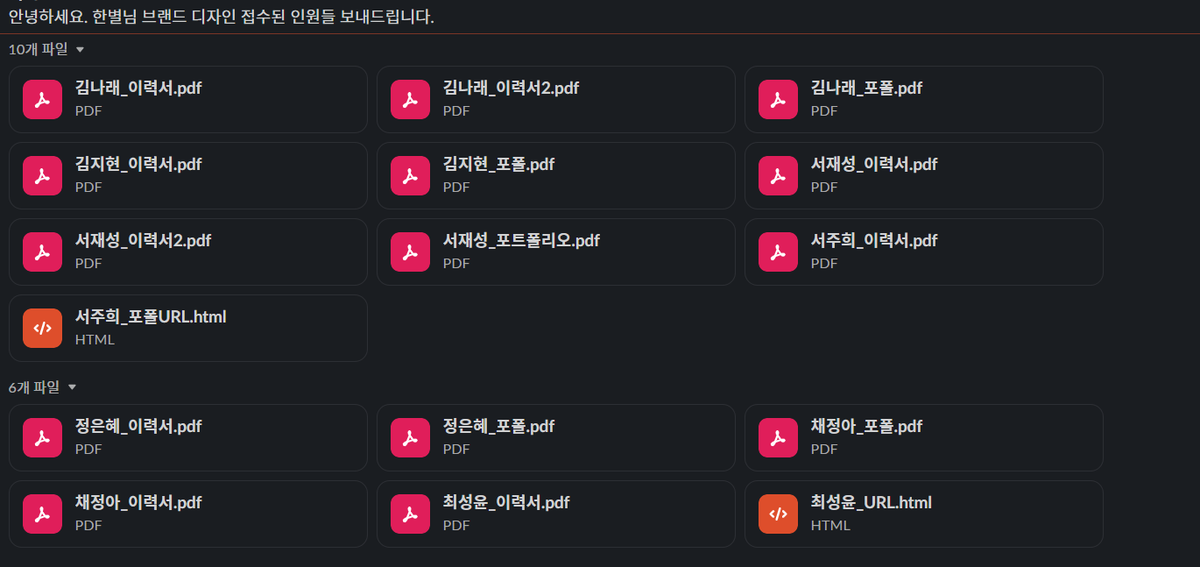 안녕하세요. 한별님 브랜드 디자인 접수된 인원들 보내드립니다.
10개 파일
김나래_이력서.pdf
PDF
김나래_이력서2.pdf
PDF
김나래_포폴.pdf
PDF
김지현_이력서.pdf
PDF
김지현_포폴.pdf
PDF
서재성_이력서.pdf
PDF
서재성_이력서2.pdf
PDF
서재성_포트폴리오.pdf
PDF
서주희_이력서.pdf
PDF
서주희_포폴URL.html
HTML
6개 파일
정은혜_이력서.pdf
PDF
정은혜_포폴.pdf
PDF
채정아_포폴.pdf
PDF
채정아_이력서.pdf
PDF
최성윤_이력서.pdf
PDF
최성윤_URL.html
HTML